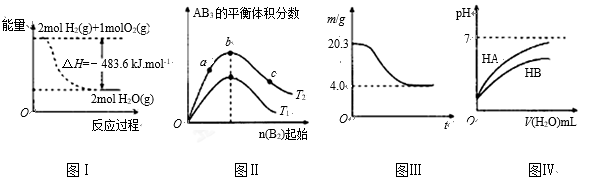 能量
2mol H₂(g)+1molO₂(g)
△H=－483.6 kJ.mol⁻¹
2mol H₂O(g)
O
反应过程
图Ⅰ
AB₃的平衡体积分数
a
b
c
T₂
T₁
O
n(B₂)起始
图Ⅱ
m/g
20.3
4.0
O
t
图Ⅲ
pH
7
HA
HB
O
V(H₂O)mL
图Ⅳ